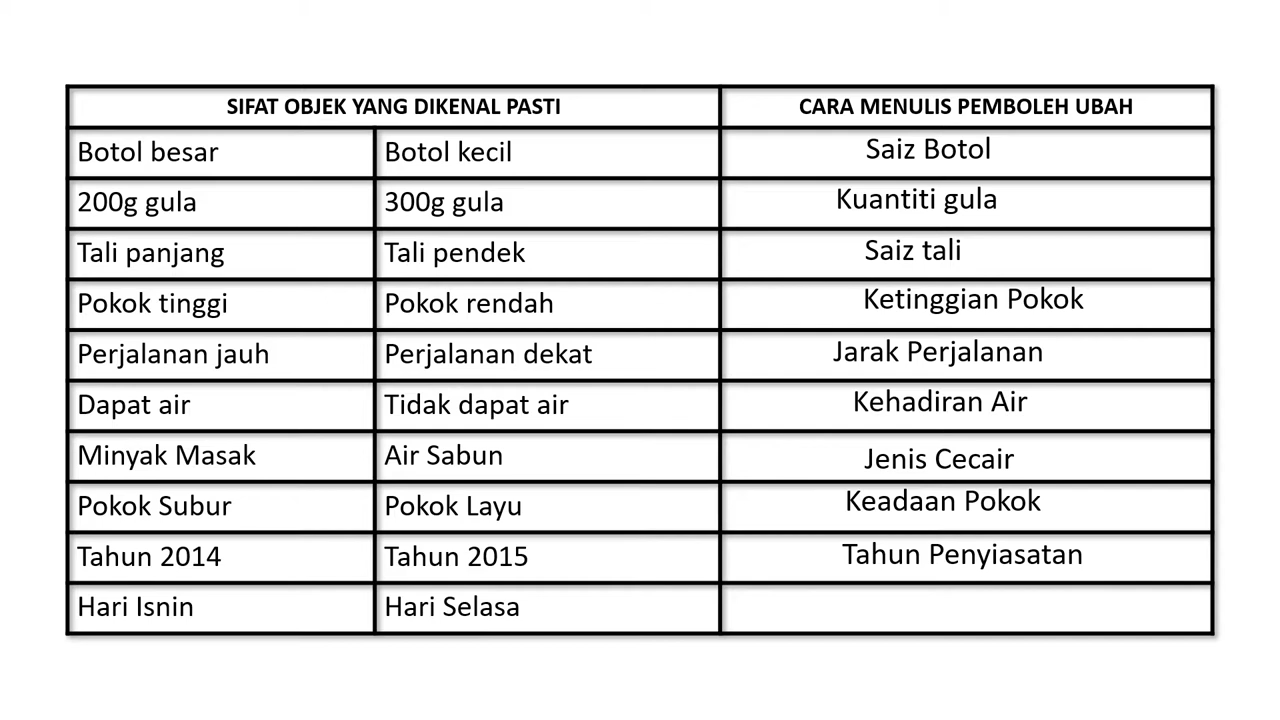 SIFAT OBJEK YANG DIKENAL PASTI CARA MENULIS PEMBOLEH UBAH
Botol besar Botol kecil Saiz Botol
200g gula 300g gula Kuantiti gula
Tali panjang Tali pendek Saiz tali
Pokok tinggi Pokok rendah Ketinggian Pokok
Perjalanan jauh Perjalanan dekat Jarak Perjalanan
Dapat air Tidak dapat air Kehadiran Air
Minyak Masak Air Sabun Jenis Cecair
Pokok Subur Pokok Layu Keadaan Pokok
Tahun 2014 Tahun 2015 Tahun Penyiasatan
Hari Isnin Hari Selasa